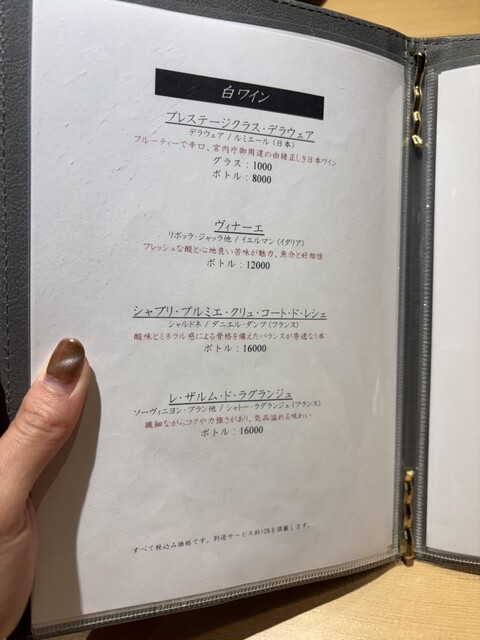 白ワイン
プレステージクラス・デラウェア
デラウェア / ルミエール (日本)
フルーティーで辛口、宮内庁御用達の由緒正しき日本ワイン
グラス : 1000
ボトル : 8000
ヴィナーエ
リボッラ・ジャッラ他 / イエルマン (イタリア)
フレッシュな酸と心地良い苦味が魅力、魚介と好相性
ボトル : 12000
シャブリ・プルミエ・クリュ・コート・ド・レシェ
シャルドネ / ダニエル・ダンプ (フランス)
酸味とミネラル感による骨格を備えたバランスが秀逸な1本
ボトル : 16000
レ・ザルム・ド・ラグランジュ
ソーヴィニヨン・ブラン他 / シャトー・ラグランジュ (フランス)
繊細ながらコクや力強さがあり、気品溢れる味わい
ボトル : 16000
すべて税込み価格です。別途サービス料10%を頂戴します。